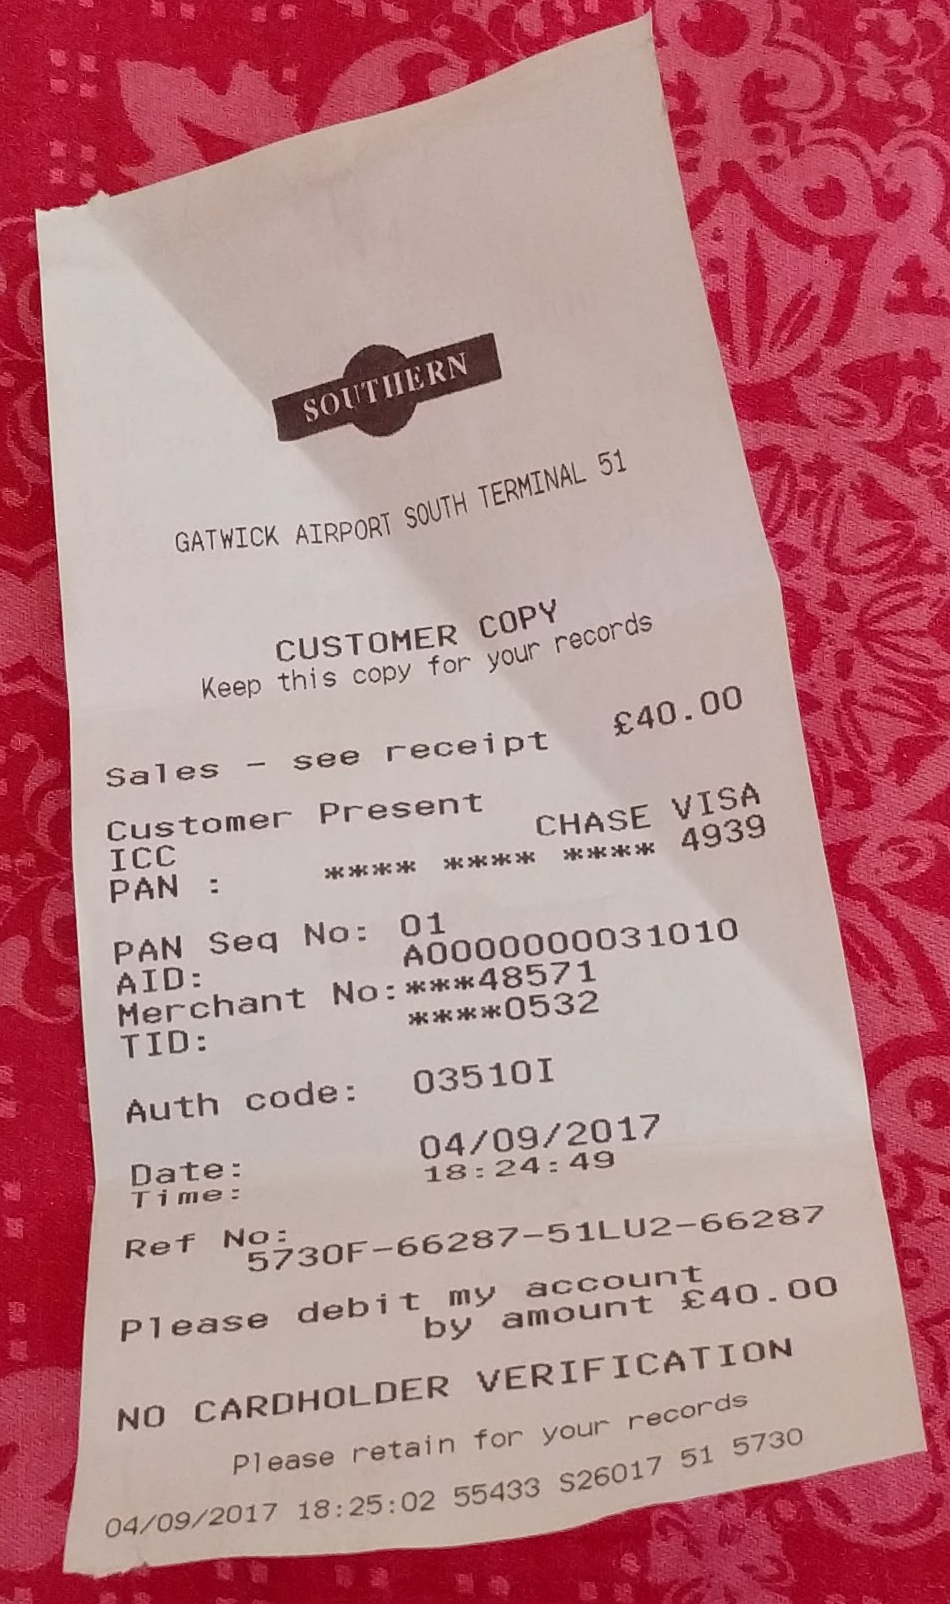 SOUTHERN
GATWICK AIRPORT SOUTH TERMINAL 51
CUSTOMER COPY
Keep this copy for your records
Sales - see receipt £40.00
Customer Present
ICC CHASE VISA
PAN : **** **** **** 4939
PAN Seq No: 01
AID: A0000000031010
Merchant No:***48571
TID: ****0532
Auth code: 03510I
Date: 04/09/2017
Time: 18:24:49
Ref No:
5730F-66287-51LU2-66287
Please debit my account
by amount £40.00
NO CARDHOLDER VERIFICATION
Please retain for your records
04/09/2017 18:25:02 55433 S26017 51 5730